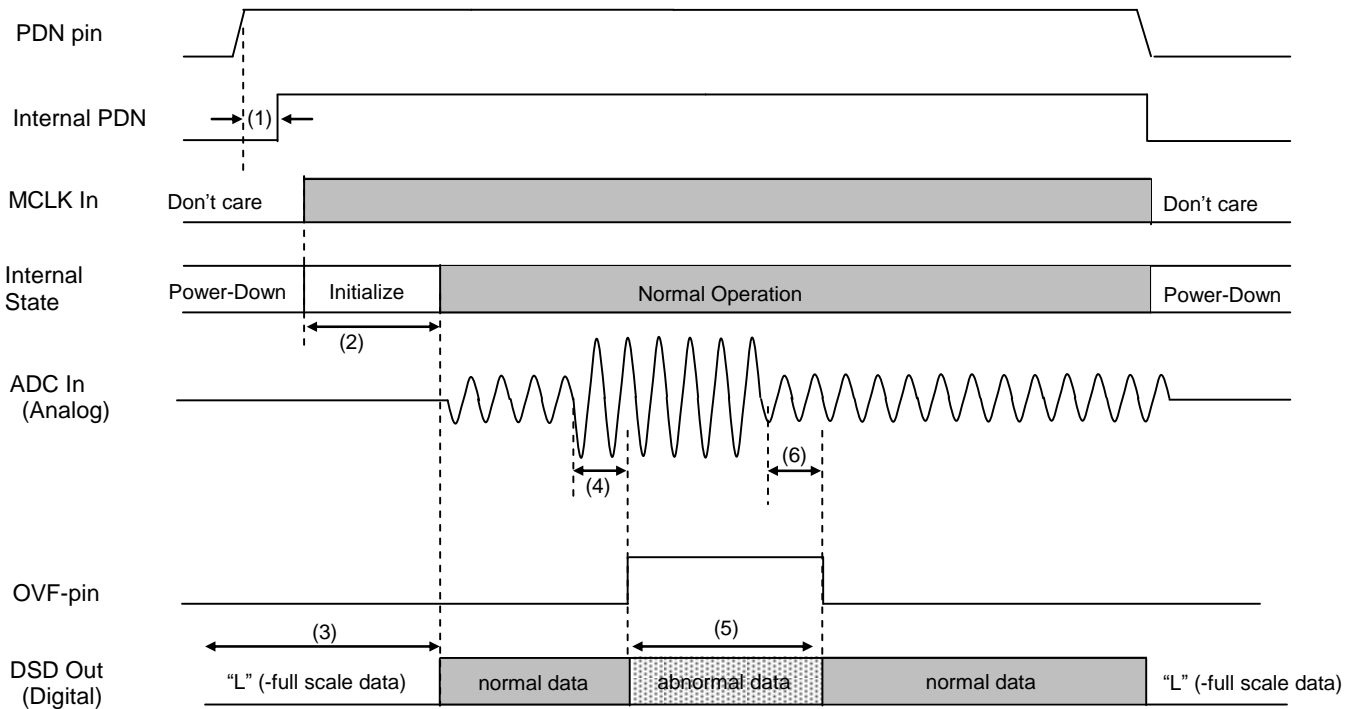 PDN pin
Internal PDN
(1)
MCLK In
Don't care
Don't care
Internal
State
Power-Down
Initialize
Normal Operation
Power-Down
(2)
ADC In
(Analog)
(4)
(6)
OVF-pin
(3)
(5)
DSD Out
(Digital)
“L” (-full scale data)
normal data
abnormal data
normal data
“L” (-full scale data)